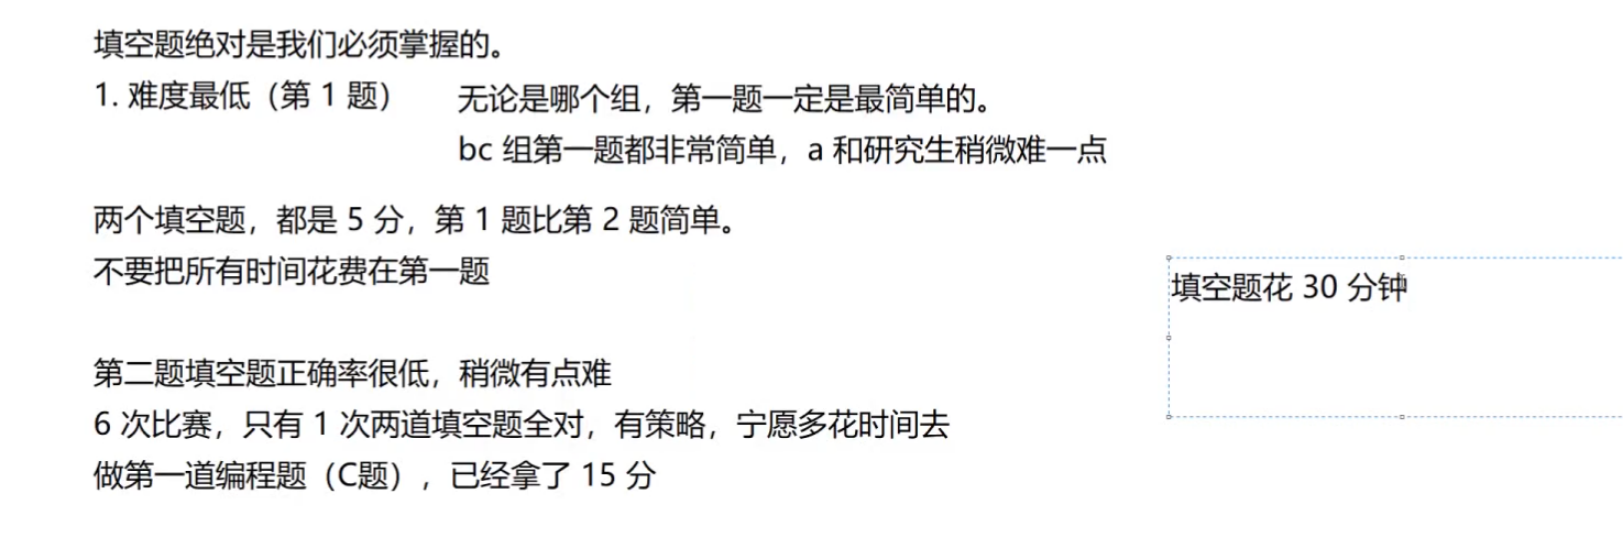 填空题绝对是我们必须掌握的。
1. 难度最低（第 1 题）
无论是哪个组，第一题一定是最简单的。
bc 组第一题都非常简单，a 和研究生稍微难一点
两个填空题，都是 5 分，第 1 题比第 2 题简单。
不要把所有时间花费在第一题
填空题花 30 分钟
第二题填空题正确率很低，稍微有点难
6 次比赛，只有 1 次两道填空题全对，有策略，宁愿多花时间去
做第一道编程题（C题），已经拿了 15 分